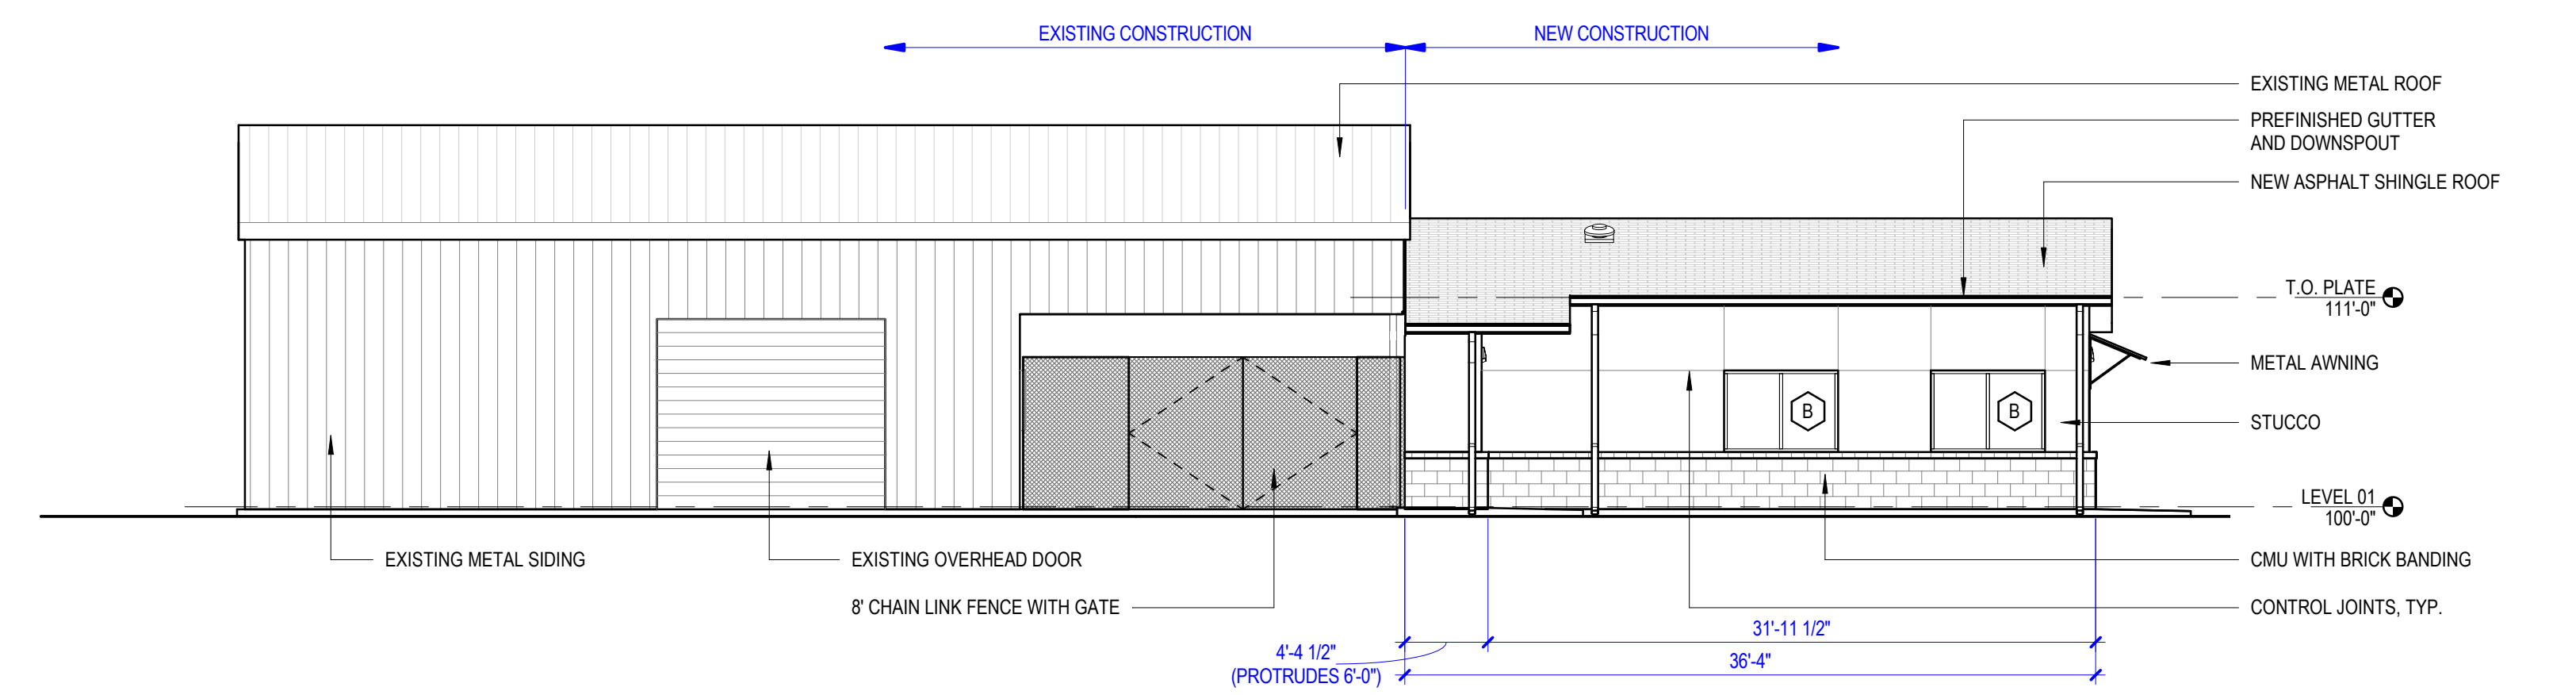 EXISTING CONSTRUCTION
NEW CONSTRUCTION
EXISTING METAL ROOF
PREFINISHED GUTTER
AND DOWNSPOUT
NEW ASPHALT SHINGLE ROOF
T.O. PLATE
111'-0"
METAL AWNING
B
B
STUCCO
LEVEL 01
100'-0"
EXISTING METAL SIDING
EXISTING OVERHEAD DOOR
CMU WITH BRICK BANDING
8' CHAIN LINK FENCE WITH GATE
CONTROL JOINTS, TYP.
31'-11 1/2"
4'-4 1/2"
(PROTRUDES 6'-0")
36'-4"